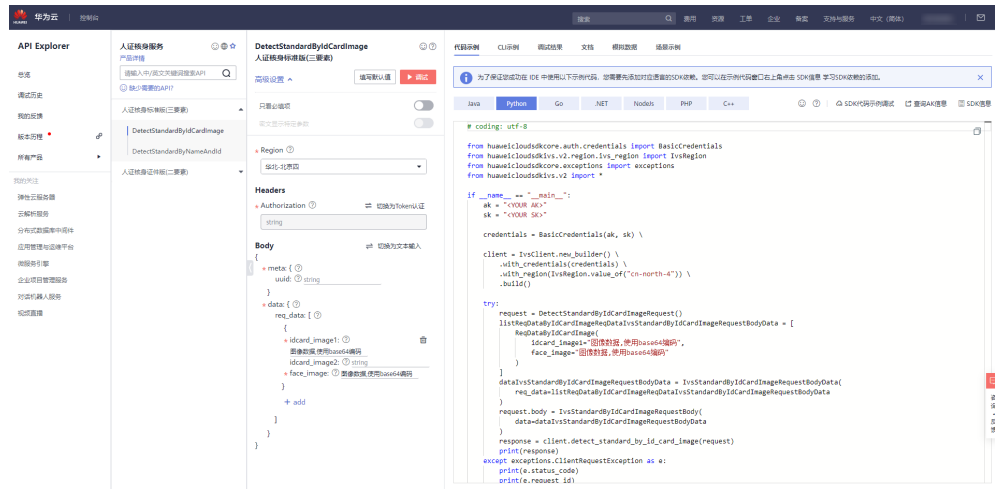 华为云 控制台 搜索 费用 资源 工单 企业 备案 支持与服务 中文 (简体)
HUAWEI
API Explorer
总览
调试历史
我的反馈
版本历程
所有产品
我的关注
弹性云服务器
云解析服务
分布式数据库中间件
应用管理与运维平台
微服务引擎
企业项目管理服务
对话机器人服务
视频直播
人证核身服务
产品详情
请输入中/英文关键词搜索API
缺少需要的API?
人证核身标准版(三要素)
DetectStandardByIdCardImage
DetectStandardByNameAndId
人证核身证件版(二要素)
DetectStandardByIdCardImage
人证核身标准版(三要素)
高级设置 填写默认值 调试
只看必填项
英文显示码语参数
* Region
华北-北京四
Headers
* Authorization 切换为Token认证
string
Body 切换为文本输入
{
* meta: {
uuid: string
}
* data: {
req_data: [
{
* idcard_image1:
图像数据,使用base64编码
idcard_image2: string
* face_image: 图像数据,使用base64编码
}
+ add
]
}
}
代码示例 CLI示例 调试结果 文档 模拟数据 场景示例
为了保证您成功在 IDE 中使用以下示例代码，您需要先添加对应语言的SDK依赖。您可以在示例代码窗口右上角点击 SDK 信息 学习SDK依赖的添加。
Java Python Go .NET NodeJs PHP C++ SDK代码示例调试 查询AK信息 SDK信息
# coding: utf-8
from huaweicloudsdkcore.auth.credentials import BasicCredentials
from huaweicloudsdkivs.v2.region.ivs_region import IvsRegion
from huaweicloudsdkcore.exceptions import exceptions
from huaweicloudsdkivs.v2 import *
if __name__ == "__main__":
ak = "<YOUR AK>"
sk = "<YOUR SK>"
credentials = BasicCredentials(ak, sk) \
client = IvsClient.new_builder() \
.with_credentials(credentials) \
.with_region(IvsRegion.value_of("cn-north-4")) \
.build()
try:
request = DetectStandardByIdCardImageRequest()
listReqDataByIdCardImageReqDataIvsStandardByIdCardImageRequestBodyData = [
ReqDataByIdCardImage(
idcard_image1="图像数据,使用base64编码",
face_image="图像数据,使用base64编码"
)
]
dataIvsStandardByIdCardImageRequestBodyData = IvsStandardByIdCardImageRequestBodyData(
req_data=listReqDataByIdCardImageReqDataIvsStandardByIdCardImageRequestBodyData
)
request.body = IvsStandardByIdCardImageRequestBody(
data=dataIvsStandardByIdCardImageRequestBodyData
)
response = client.detect_standard_by_id_card_image(request)
print(response)
except exceptions.ClientRequestException as e:
print(e.status_code)
print(e.request_id)